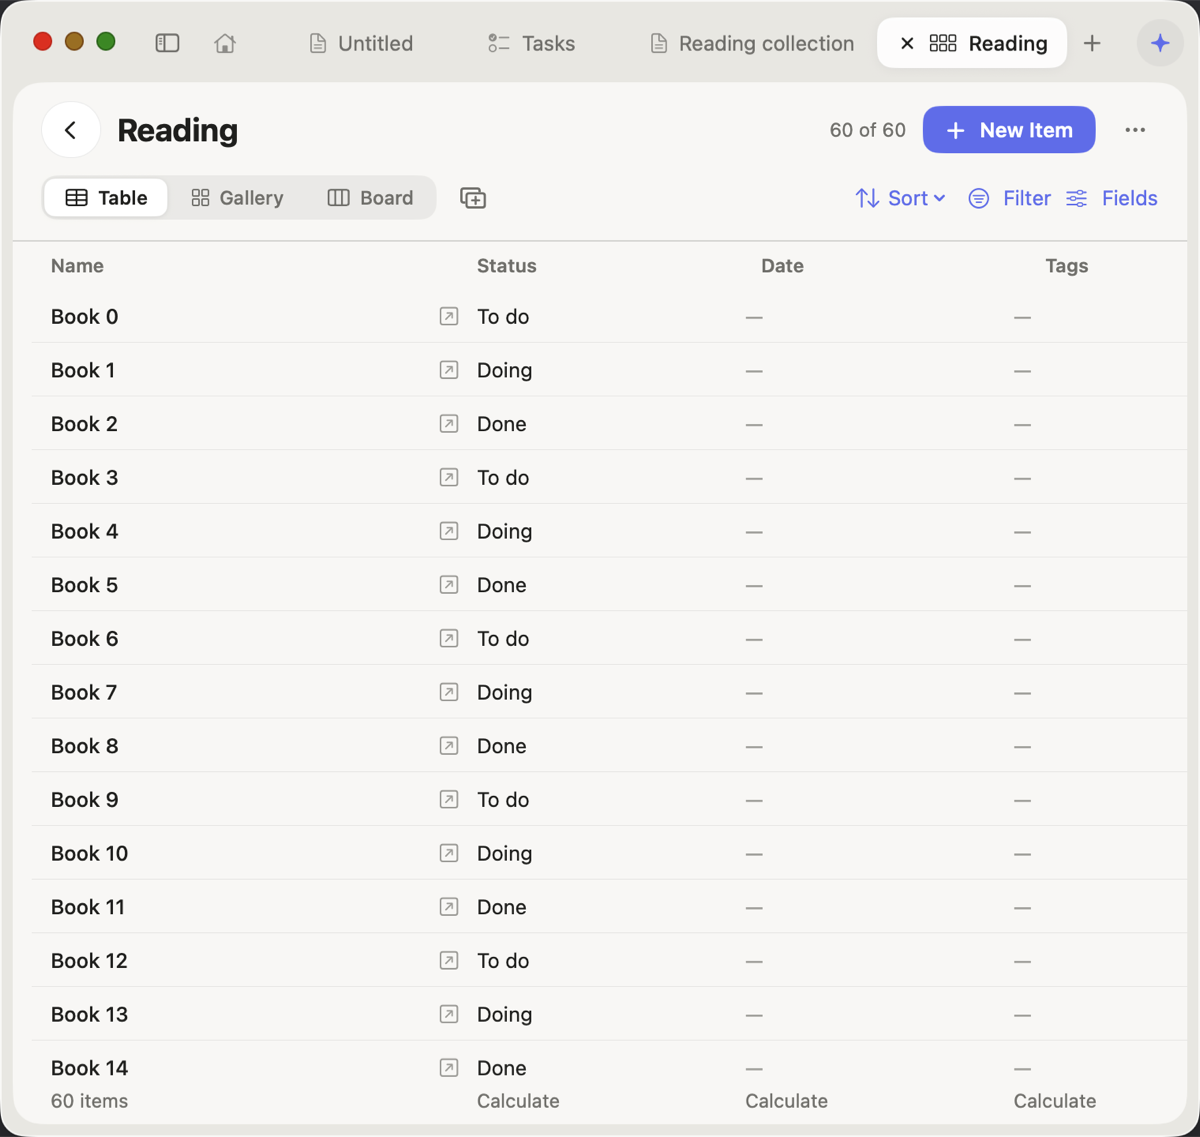 Untitled Tasks Reading collection Reading
Reading 60 of 60 New Item
Table Gallery Board Sort Filter Fields
Name Status Date Tags
Book 0 To do — —
Book 1 Doing — —
Book 2 Done — —
Book 3 To do — —
Book 4 Doing — —
Book 5 Done — —
Book 6 To do — —
Book 7 Doing — —
Book 8 Done — —
Book 9 To do — —
Book 10 Doing — —
Book 11 Done — —
Book 12 To do — —
Book 13 Doing — —
Book 14 Done — —
60 items Calculate Calculate Calculate